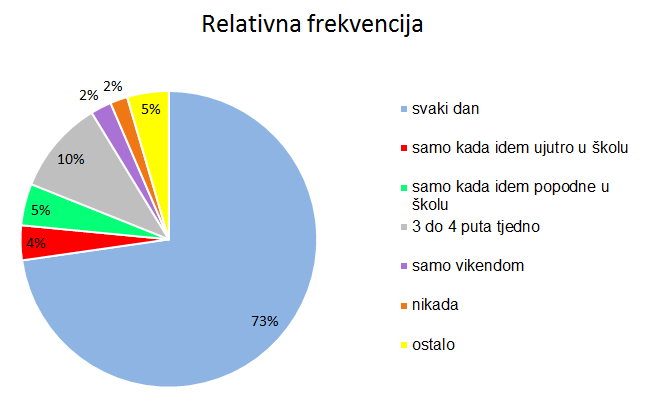 Relativna frekvencija
2%
2%
5%
10%
5%
4%
73%
svaki dan
samo kada idem ujutro u školu
samo kada idem popodne u
školu
3 do 4 puta tjedno
samo vikendom
nikada
ostalo